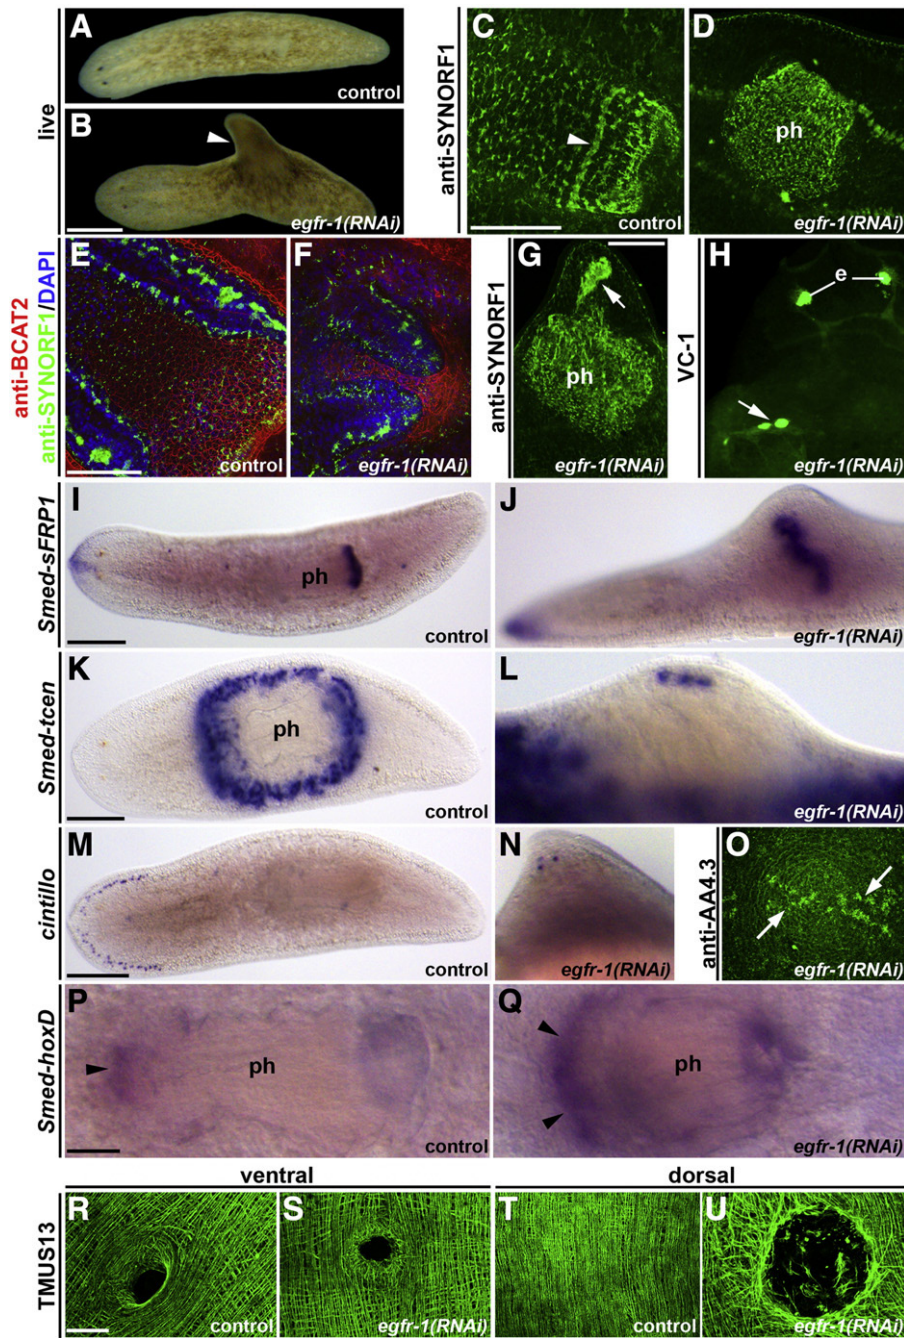 live
A
control
B
egfr-1(RNAi)
anti-SYNORF1
C
control
D
ph
egfr-1(RNAi)
anti-BCAT2
anti-SYNORF1/DAPI
E
control
F
egfr-1(RNAi)
anti-SYNORF1
G
ph
egfr-1(RNAi)
VC-1
H
e
egfr-1(RNAi)
Smed-sFRP1
I
ph
control
J
egfr-1(RNAi)
Smed-tcen
K
ph
control
L
egfr-1(RNAi)
cintillo
M
control
N
egfr-1(RNAi)
anti-AA4.3
O
egfr-1(RNAi)
Smed-hoxD
P
ph
control
Q
ph
egfr-1(RNAi)
ventral
dorsal
TMUS13
R
control
S
egfr-1(RNAi)
T
control
U
egfr-1(RNAi)